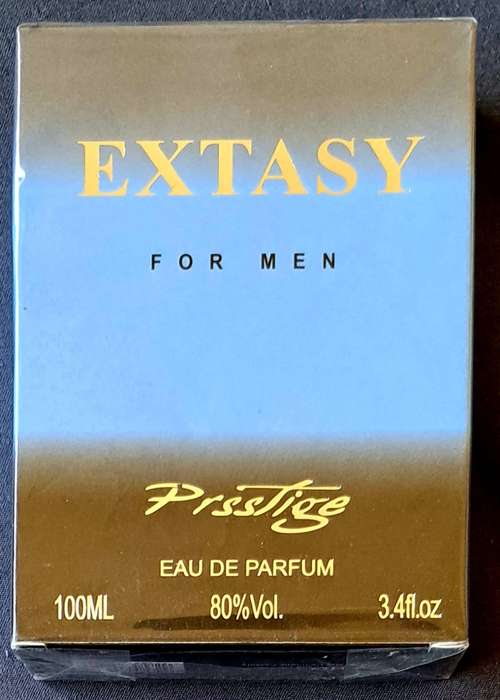 EXTASY
FOR MEN
Prsstige
EAU DE PARFUM
100ML 80%Vol. 3.4fl.oz